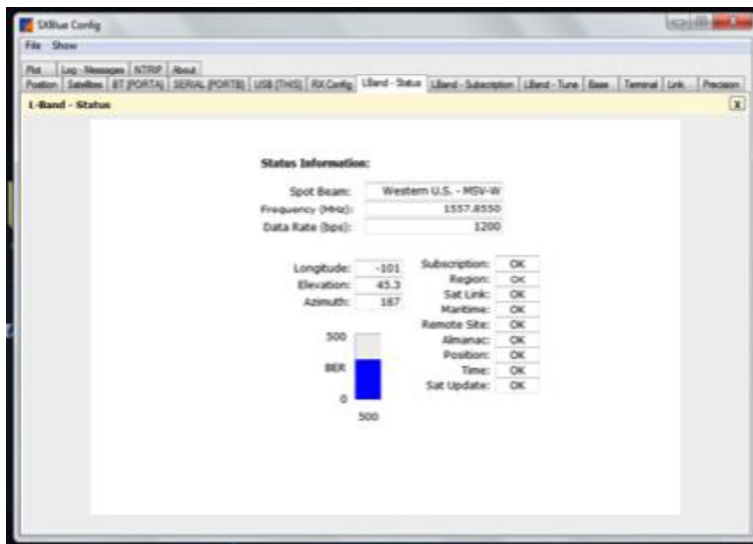 SXBlue Config
File Show
Plot Log - Messages NTRIP About
Position Satellites BT [PORTA] SERIAL [PORTB] USB [THIS] RX Config LBand - Status LBand - Subscription LBand - Tune Base Terminal Link Precision
L-Band - Status X
Status Information:
Spot Beam: Western U.S. - MSV-W
Frequency (MHz): 1557.8550
Data Rate (bps): 1200
Longitude: -101
Elevation: 45.3
Azimuth: 187
500
BER
0
500
Subscription: OK
Region: OK
Sat Link: OK
Maritime: OK
Remote Site: OK
Almanac: OK
Position: OK
Time: OK
Sat Update: OK